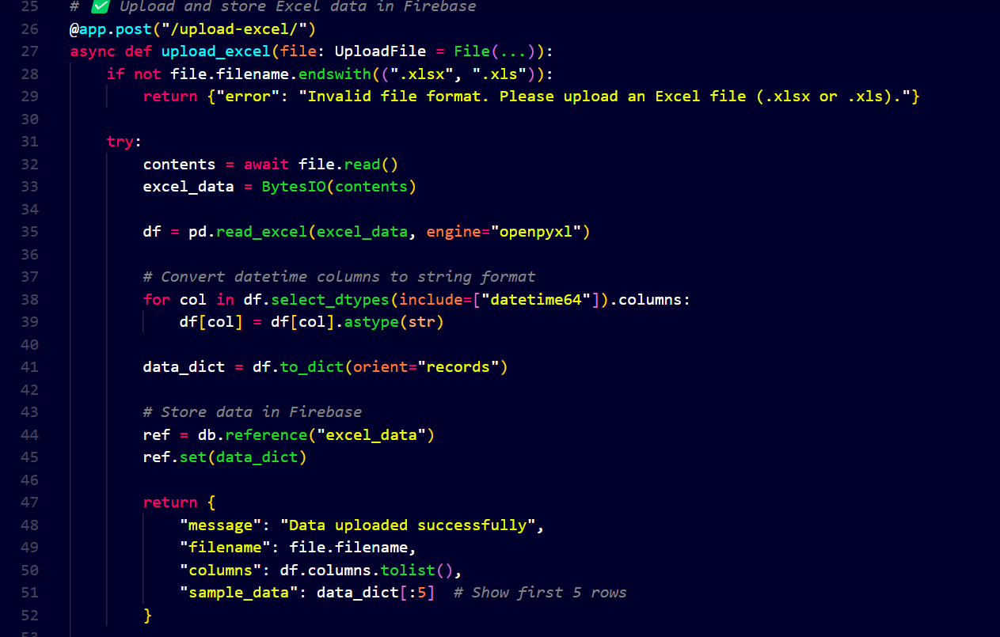 25 # ✅ Upload and store Excel data in Firebase
26 @app.post("/upload-excel/")
27 async def upload_excel(file: UploadFile = File(...)):
28     if not file.filename.endswith((".xlsx", ".xls")):
29         return {"error": "Invalid file format. Please upload an Excel file (.xlsx or .xls)."}
30
31     try:
32         contents = await file.read()
33         excel_data = BytesIO(contents)
34
35         df = pd.read_excel(excel_data, engine="openpyxl")
36
37         # Convert datetime columns to string format
38         for col in df.select_dtypes(include=["datetime64"]).columns:
39             df[col] = df[col].astype(str)
40
41         data_dict = df.to_dict(orient="records")
42
43         # Store data in Firebase
44         ref = db.reference("excel_data")
45         ref.set(data_dict)
46
47         return {
48             "message": "Data uploaded successfully",
49             "filename": file.filename,
50             "columns": df.columns.tolist(),
51             "sample_data": data_dict[:5]  # Show first 5 rows
52         }
53